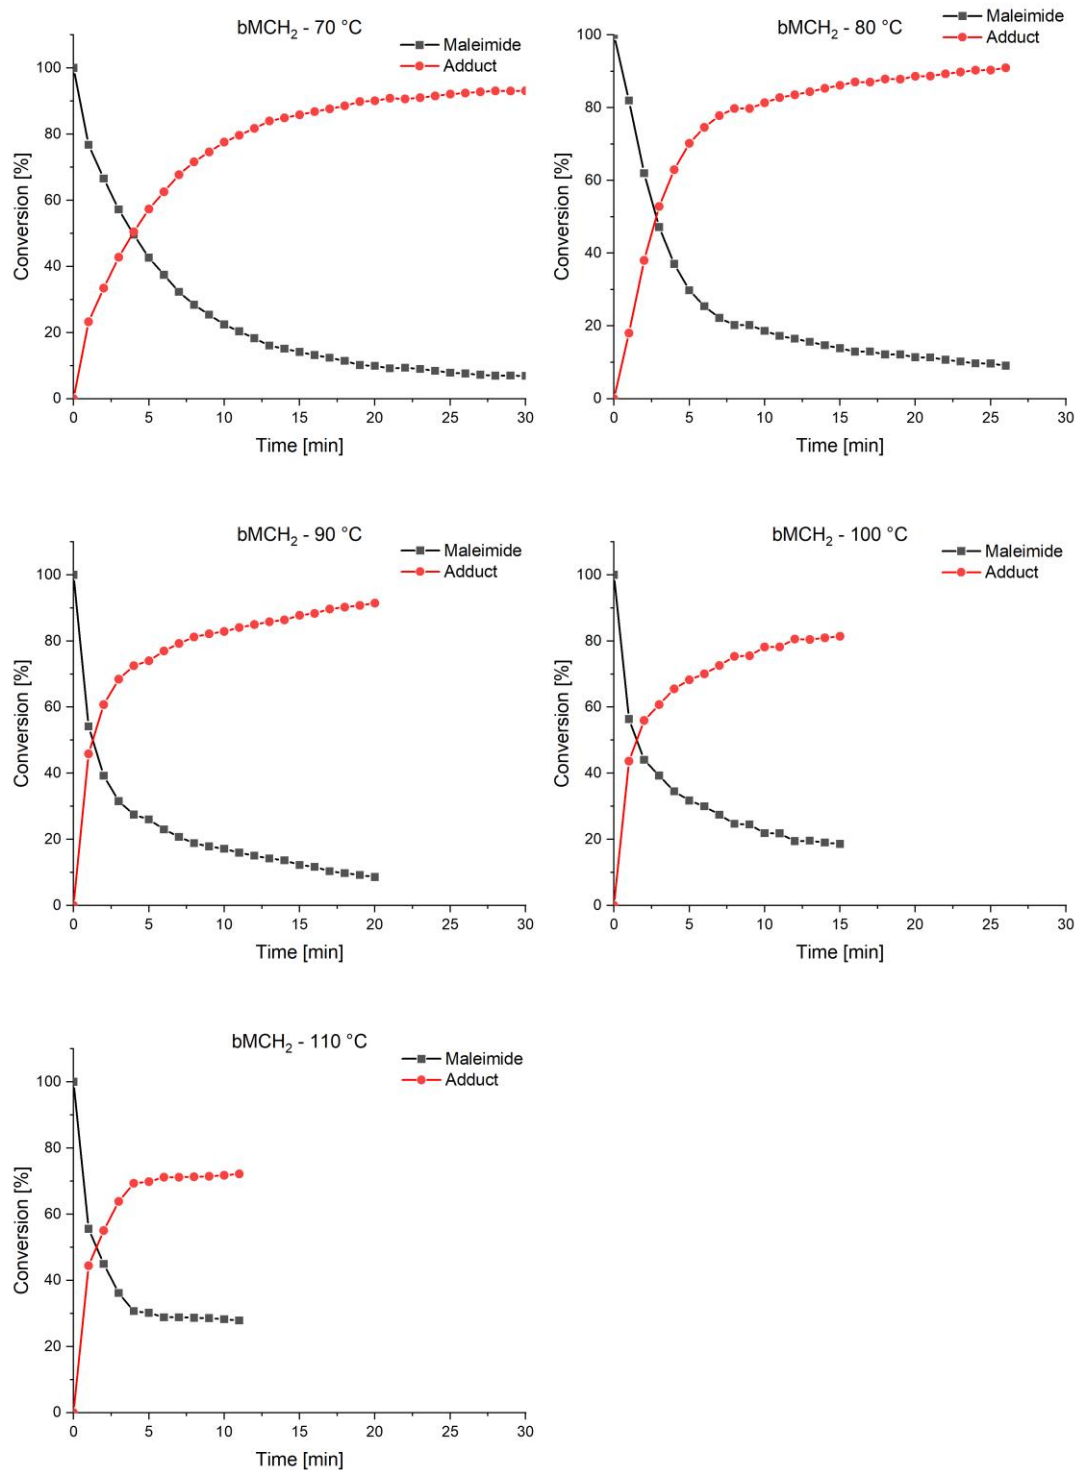 bMCH₂ - 70 °C
Maleimide
Adduct
Conversion [%]
100
80
60
40
20
0
0 5 10 15 20 25 30
Time [min]
bMCH₂ - 80 °C
Maleimide
Adduct
Conversion [%]
100
80
60
40
20
0
0 5 10 15 20 25 30
Time [min]
bMCH₂ - 90 °C
Maleimide
Adduct
Conversion [%]
100
80
60
40
20
0
0 5 10 15 20 25 30
Time [min]
bMCH₂ - 100 °C
Maleimide
Adduct
Conversion [%]
100
80
60
40
20
0
0 5 10 15 20 25 30
Time [min]
bMCH₂ - 110 °C
Maleimide
Adduct
Conversion [%]
100
80
60
40
20
0
0 5 10 15 20 25 30
Time [min]